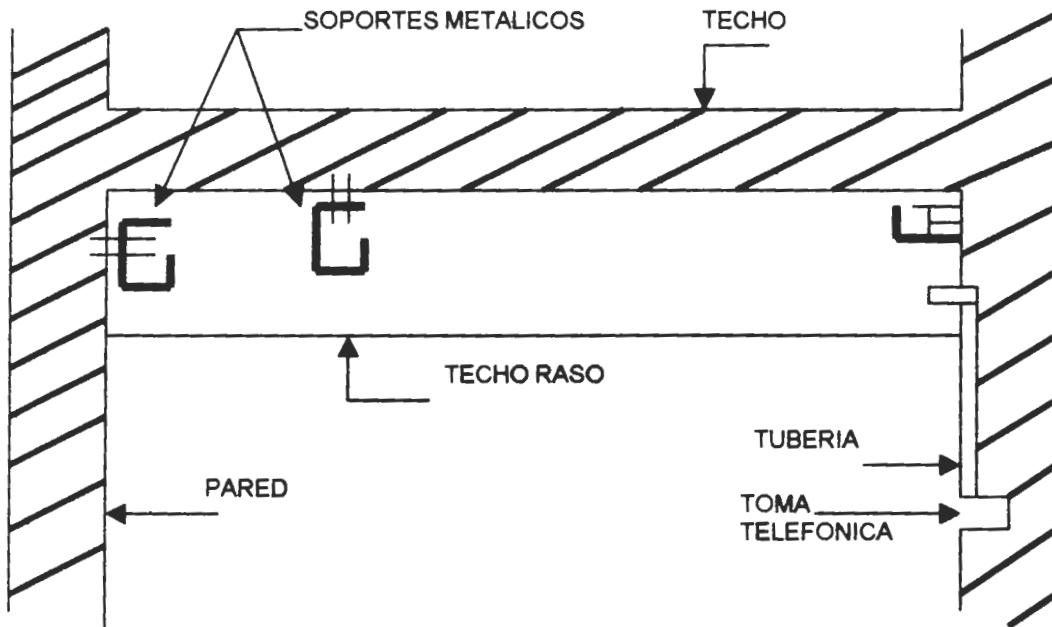 SOPORTES METALICOS
TECHO
TECHO RASO
TUBERIA
PARED
TOMA
TELEFONICA